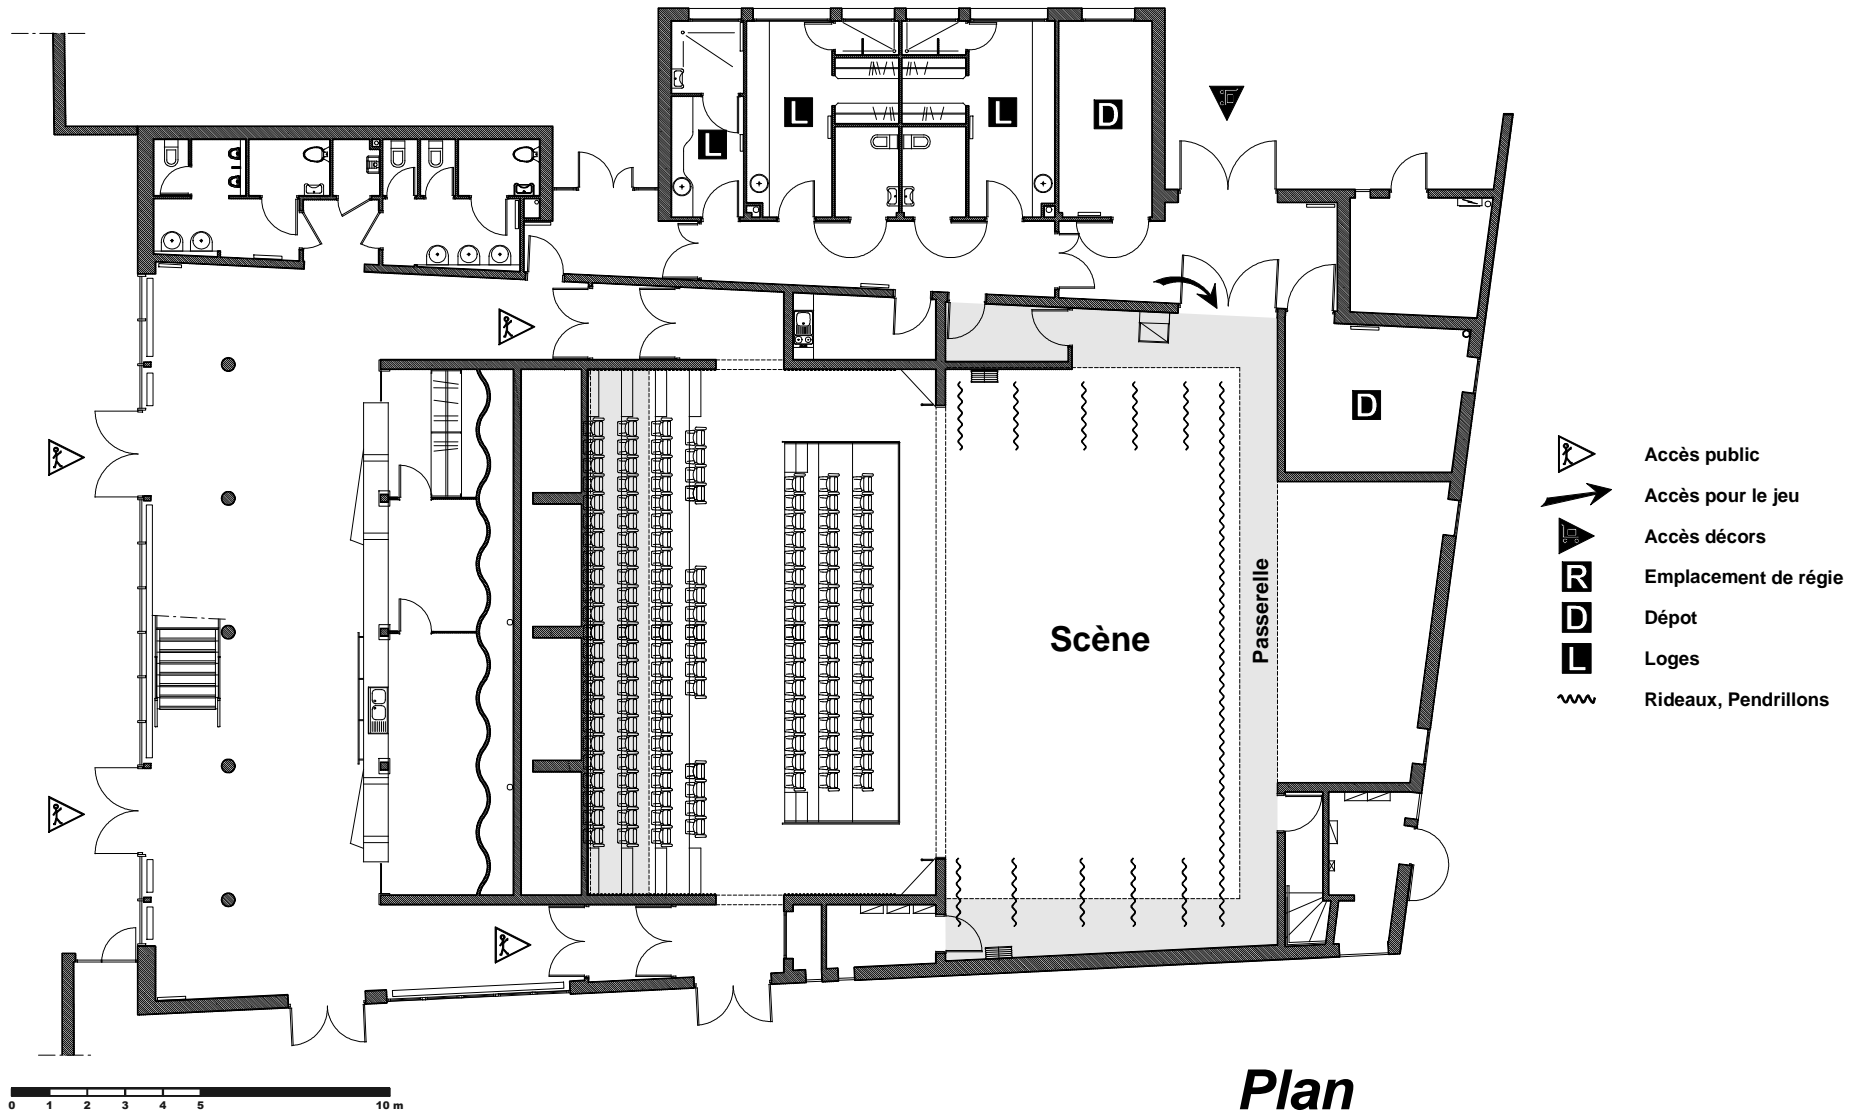 L
L
L
D
D
Scène
Passerelle
Accès public
Accès pour le jeu
Accès décors
R Emplacement de régie
D Dépot
L Loges
Rideaux, Pendrillons
0 1 2 3 4 5 10 m
Plan